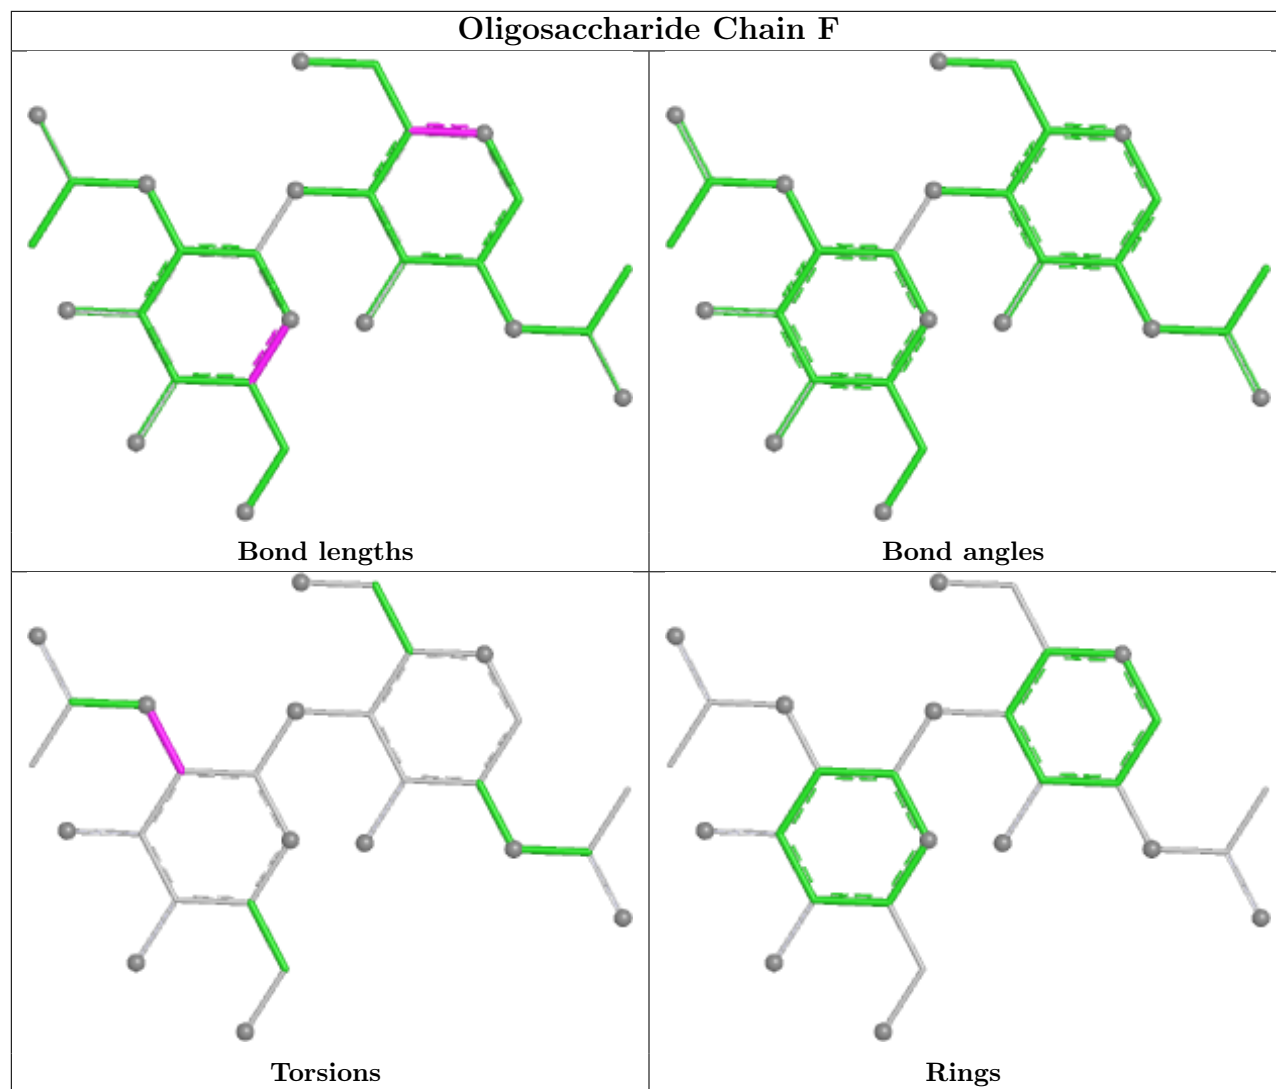 Oligosaccharide Chain F
Bond lengths
Bond angles
Torsions
Rings